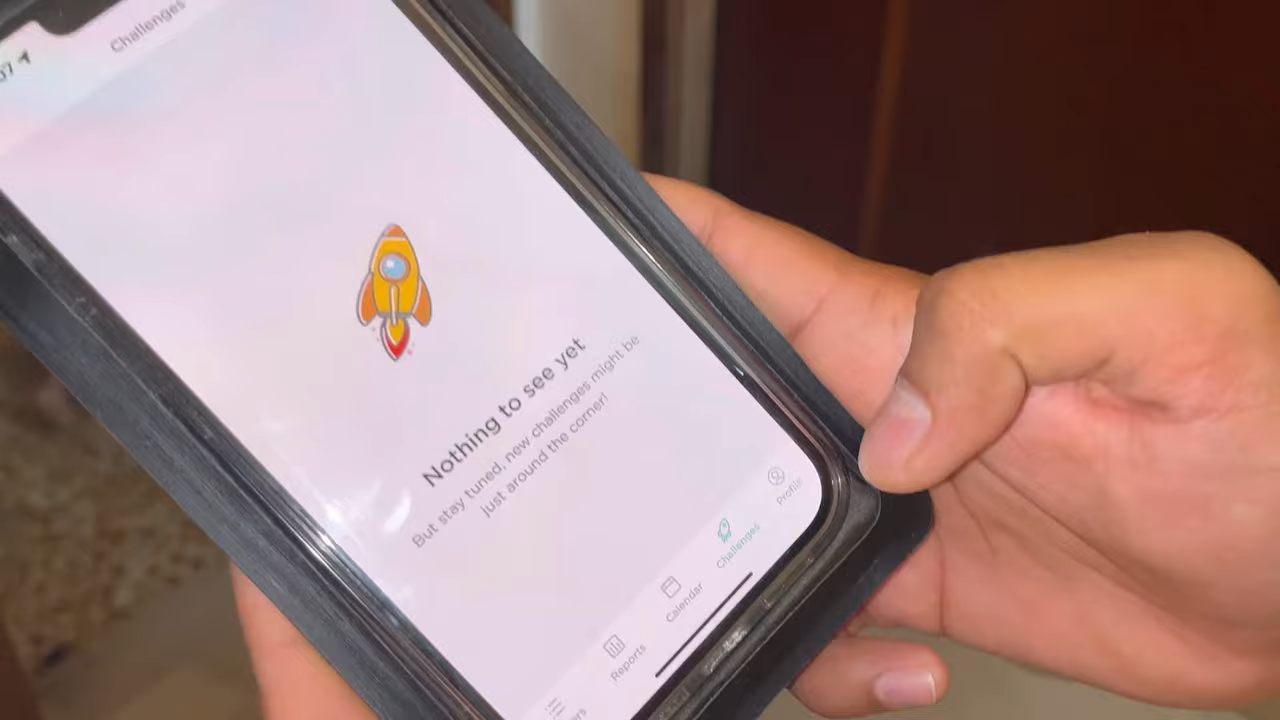 Challenges
Nothing to see yet
But stay tuned, new challenges might be
just around the corner!
Reports
Calendar
Challenges
Profile